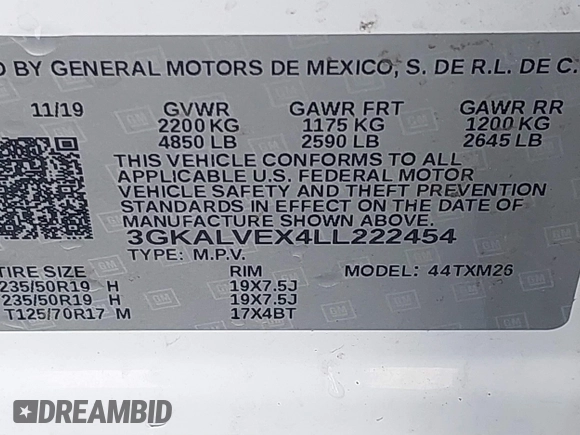 D BY GENERAL MOTORS DE MEXICO, S. DE R.L. DE C.
11/19 GVWR GAWR FRT GAWR RR
2200 KG 1175 KG 1200 KG
4850 LB 2590 LB 2645 LB
THIS VEHICLE CONFORMS TO ALL
APPLICABLE U.S. FEDERAL MOTOR
VEHICLE SAFETY AND THEFT PREVENTION
STANDARDS IN EFFECT ON THE DATE OF
MANUFACTURE SHOWN ABOVE.
3GKALVEX4LL222454
TYPE: M.P.V. MODEL: 44TXM26
TIRE SIZE RIM
235/50R19 H 19X7.5J
235/50R19 H 19X7.5J
T125/70R17 M 17X4BT
GM
DREAMBID